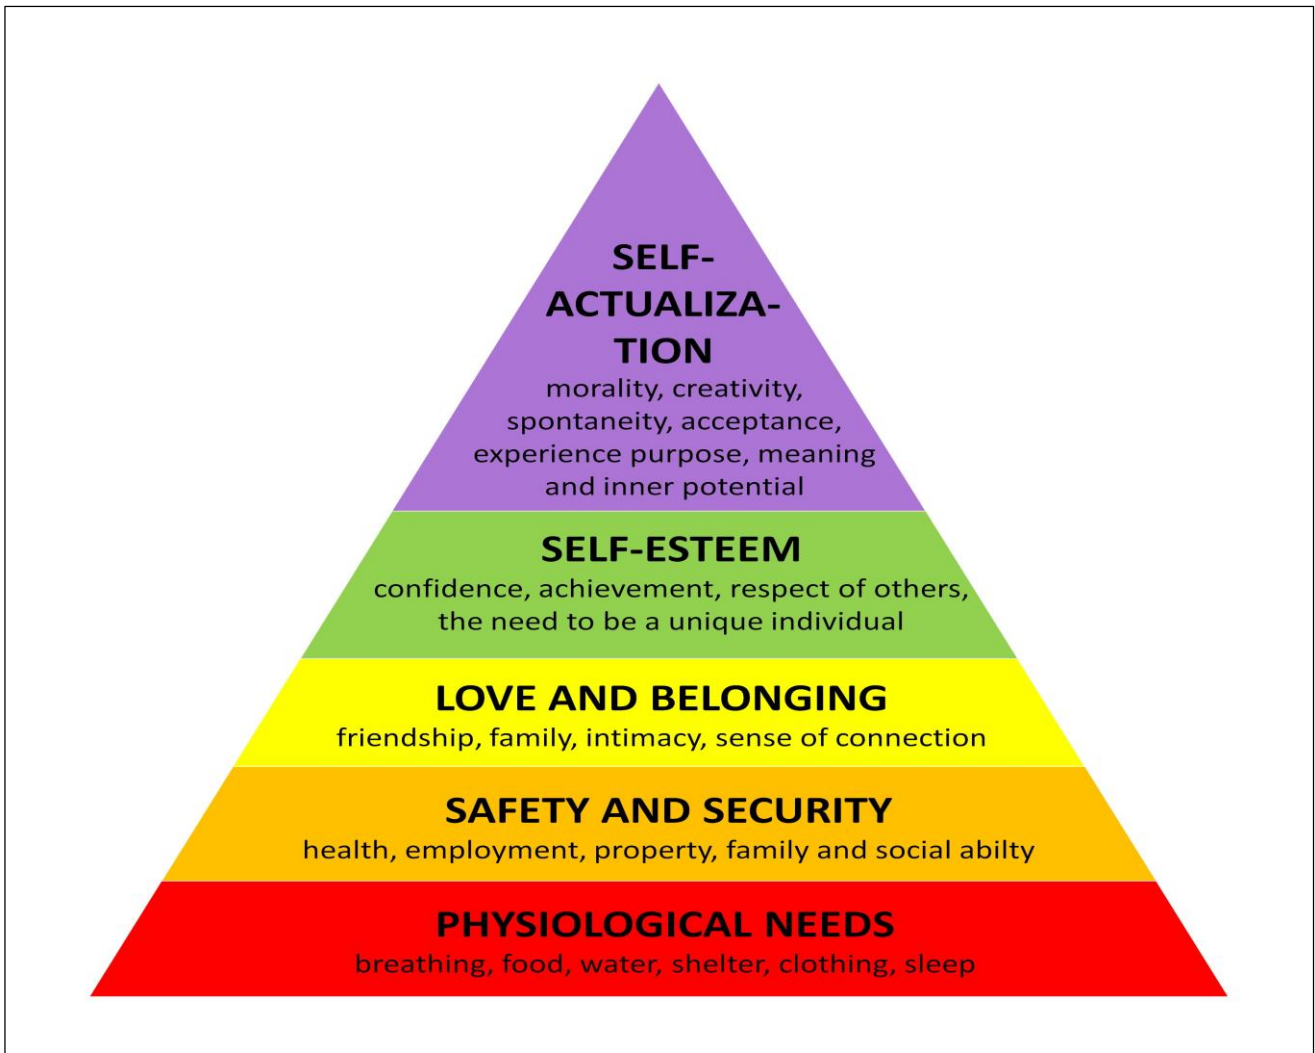 SELF-
ACTUALIZA-
TION
morality, creativity,
spontaneity, acceptance,
experience purpose, meaning
and inner potential
SELF-ESTEEM
confidence, achievement, respect of others,
the need to be a unique individual
LOVE AND BELONGING
friendship, family, intimacy, sense of connection
SAFETY AND SECURITY
health, employment, property, family and social abilty
PHYSIOLOGICAL NEEDS
breathing, food, water, shelter, clothing, sleep